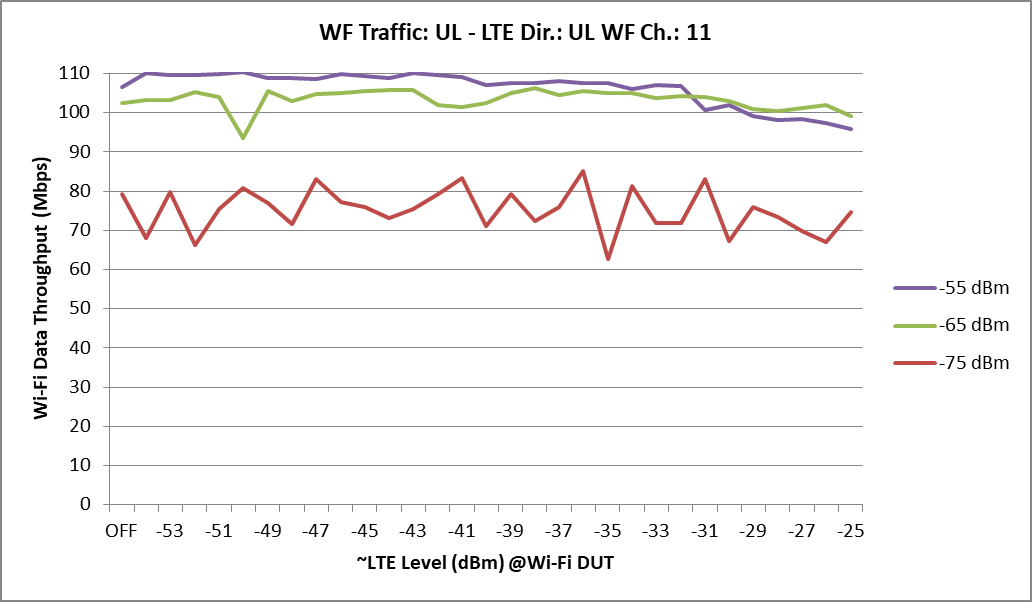 WF Traffic: UL - LTE Dir.: UL WF Ch.: 11
Wi-Fi Data Throughput (Mbps)
110
100
90
80
70
60
50
40
30
20
10
0
OFF -53 -51 -49 -47 -45 -43 -41 -39 -37 -35 -33 -31 -29 -27 -25
~LTE Level (dBm) @Wi-Fi DUT
-55 dBm
-65 dBm
-75 dBm